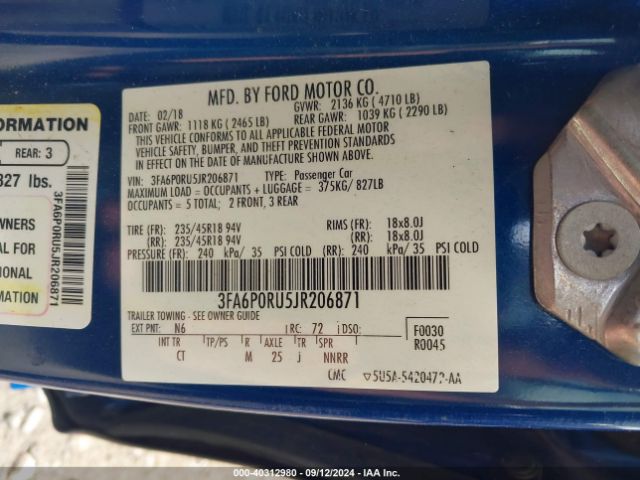 ORMATION
REAR: 3
827 lbs.
WNERS
AL FOR
TIONAL
MATION
3FA6P0RU5JR206871
MFD. BY FORD MOTOR CO.
DATE: 02/18
GVWR: 2136 KG ( 4710 LB)
FRONT GAWR: 1118 KG ( 2465 LB)
REAR GAWR: 1039 KG ( 2290 LB)
THIS VEHICLE CONFORMS TO ALL APPLICABLE FEDERAL MOTOR
VEHICLE SAFETY, BUMPER, AND THEFT PREVENTION STANDARDS
IN EFFECT ON THE DATE OF MANUFACTURE SHOWN ABOVE.
VIN: 3FA6P0RU5JR206871 TYPE: Passenger Car
MAXIMUM LOAD = OCCUPANTS + LUGGAGE = 375KG/ 827LB
OCCUPANTS = 5 TOTAL; 2 FRONT, 3 REAR
TIRE (FR): 235/45R18 94V RIMS (FR): 18x8.0J
(RR): 235/45R18 94V (RR): 18x8.0J
PRESSURE (FR): 240 kPa/ 35 PSI COLD (RR): 240 kPa/ 35 PSI COLD
3FA6P0RU5JR206871
TRAILER TOWING - SEE OWNER GUIDE
EXT PNT: N6 RC: 72 DSO:
INT TR TP/PS R AXLE TR SPR
CT M 25 J NNRR
F0030
R0045
CMC 5U5A-5420472-AA
000-40312980 - 09/12/2024 - IAA Inc.